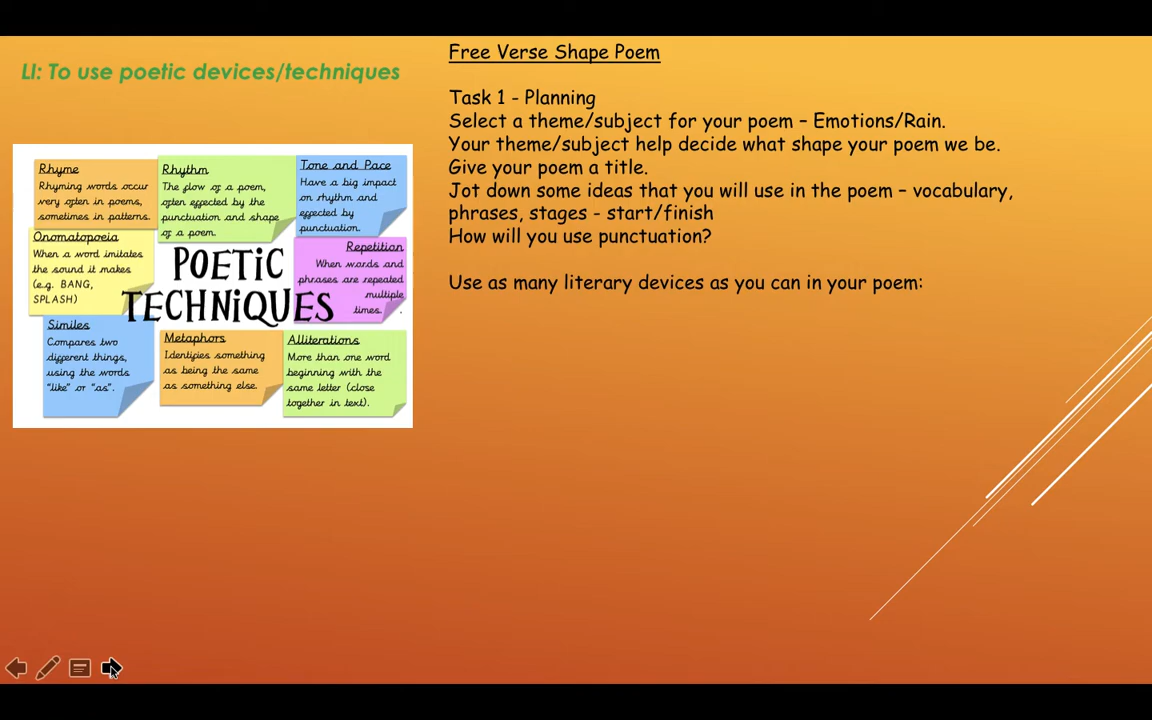 LI: To use poetic devices/techniques
Rhyme
Rhyming words occur
very often in poems,
sometimes in patterns.
Rhythm
The flow of a poem,
often effected by the
punctuation and shape
of a poem.
Tone and Pace
Have a big impact
on rhythm and
effected by
punctuation.
Onomatopoeia
When a word imitates
the sound it makes
(e.g. BANG,
SPLASH)
POETIC
TECHNIQUES
Repetition
When words and
phrases are repeated
multiple
times.
Similes
Compares two
different things,
using the words
"like" or "as".
Metaphors
Identifies something
as being the same
as something else.
Alliterations
More than one word
beginning with the
same letter (close
together in text).
Free Verse Shape Poem
Task 1 - Planning
Select a theme/subject for your poem – Emotions/Rain.
Your theme/subject help decide what shape your poem we be.
Give your poem a title.
Jot down some ideas that you will use in the poem – vocabulary,
phrases, stages - start/finish
How will you use punctuation?
Use as many literary devices as you can in your poem: